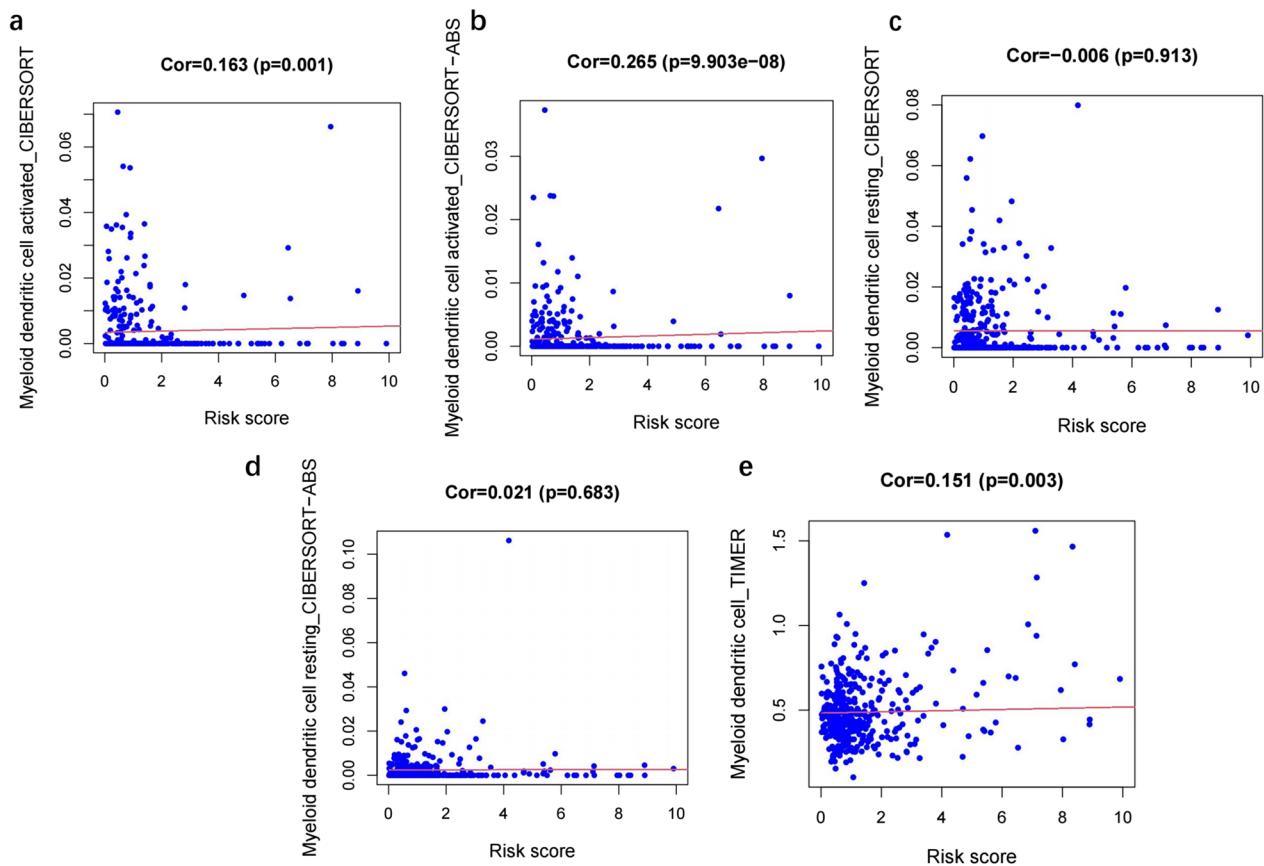 a
Cor=0.163 (p=0.001)
Myeloid dendritic cell activated_CIBERSORT
0.00
0.02
0.04
0.06
0 2 4 6 8 10
Risk score
b
Cor=0.265 (p=9.903e−08)
Myeloid dendritic cell activated_CIBERSORT−ABS
0.00
0.01
0.02
0.03
0 2 4 6 8 10
Risk score
c
Cor=−0.006 (p=0.913)
Myeloid dendritic cell resting_CIBERSORT
0.00
0.02
0.04
0.06
0.08
0 2 4 6 8 10
Risk score
d
Cor=0.021 (p=0.683)
Myeloid dendritic cell resting_CIBERSORT−ABS
0.00
0.02
0.04
0.06
0.08
0.10
0 2 4 6 8 10
Risk score
e
Cor=0.151 (p=0.003)
Myeloid dendritic cell_TIMER
0.5
1.0
1.5
0 2 4 6 8 10
Risk score